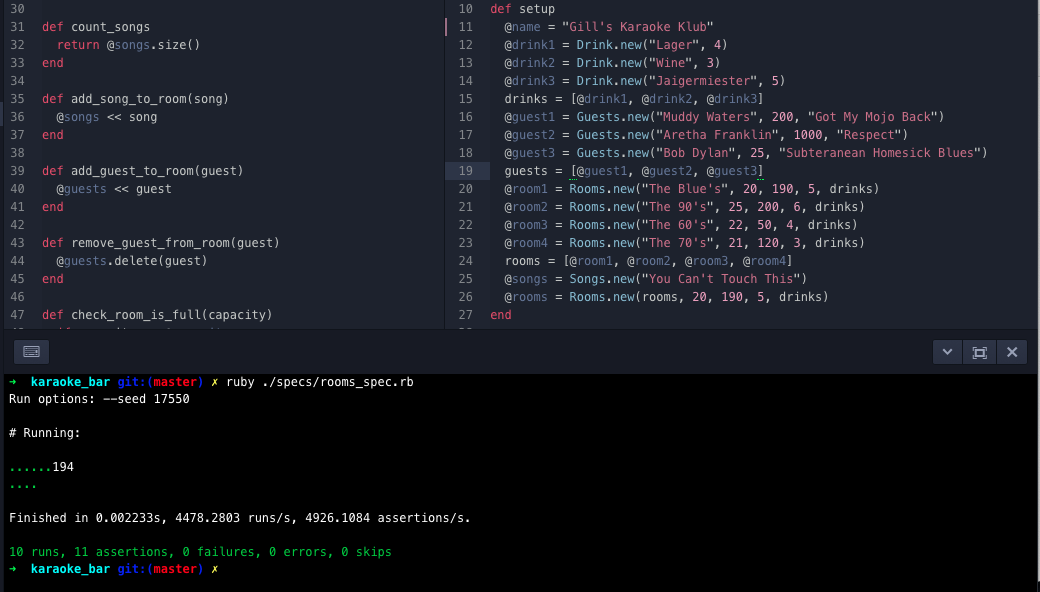 30
31 def count_songs
32 return @songs.size()
33 end
34
35 def add_song_to_room(song)
36 @songs << song
37 end
38
39 def add_guest_to_room(guest)
40 @guests << guest
41 end
42
43 def remove_guest_from_room(guest)
44 @guests.delete(guest)
45 end
46
47 def check_room_is_full(capacity)
10 def setup
11 @name = "Gill's Karaoke Klub"
12 @drink1 = Drink.new("Lager", 4)
13 @drink2 = Drink.new("Wine", 3)
14 @drink3 = Drink.new("Jaigermiester", 5)
15 drinks = [@drink1, @drink2, @drink3]
16 @guest1 = Guests.new("Muddy Waters", 200, "Got My Mojo Back")
17 @guest2 = Guests.new("Aretha Franklin", 1000, "Respect")
18 @guest3 = Guests.new("Bob Dylan", 25, "Subteranean Homesick Blues")
19 guests = [@guest1, @guest2, @guest3]
20 @room1 = Rooms.new("The Blue's", 20, 190, 5, drinks)
21 @room2 = Rooms.new("The 90's", 25, 200, 6, drinks)
22 @room3 = Rooms.new("The 60's", 22, 50, 4, drinks)
23 @room4 = Rooms.new("The 70's", 21, 120, 3, drinks)
24 rooms = [@room1, @room2, @room3, @room4]
25 @songs = Songs.new("You Can't Touch This")
26 @rooms = Rooms.new(rooms, 20, 190, 5, drinks)
27 end
➜ karaoke_bar git:(master) ✗ ruby ./specs/rooms_spec.rb
Run options: --seed 17550
# Running:
......194
....
Finished in 0.002233s, 4478.2803 runs/s, 4926.1084 assertions/s.
10 runs, 11 assertions, 0 failures, 0 errors, 0 skips
➜ karaoke_bar git:(master) ✗